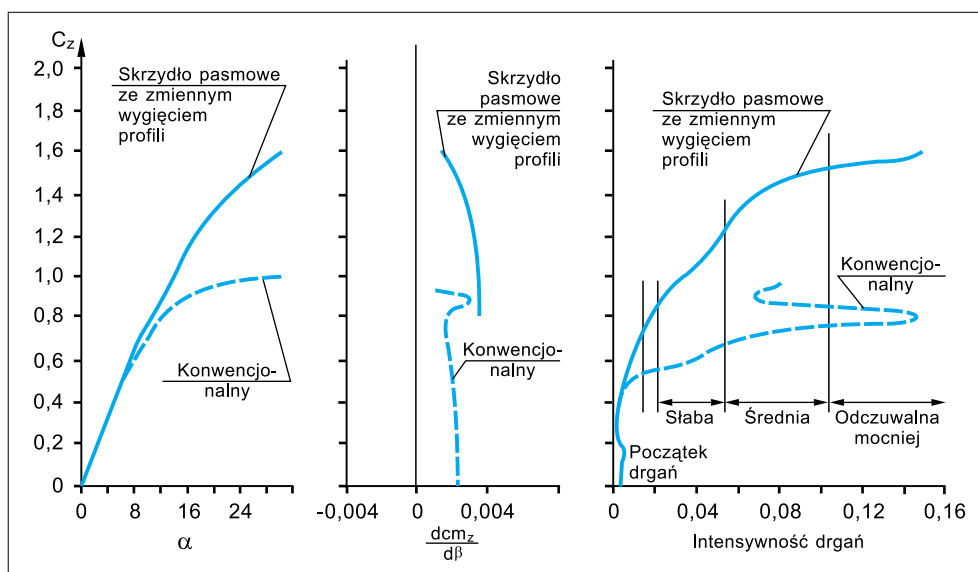 C_z
2,0
1,8
1,6
1,4
1,2
1,0
0,8
0,6
0,4
0,2
0
Skrzydło pasmowe
ze zmiennym
wygięciem
profili
Konwencjo-
nalny
0
8
16
24
α
Skrzydło
pasmowe
ze zmiennym
wygięciem
profili
Konwencjo-
nalny
-0,004
0
0,004
dcm_z
dβ
Skrzydło pasmowe
ze zmiennym
wygięciem
profili
Konwencjo-
nalny
Słaba
Średnia
Odczuwalna
mocniej
Początek
drgań
0
0,04
0,08
0,12
0,16
Intensywność drgań